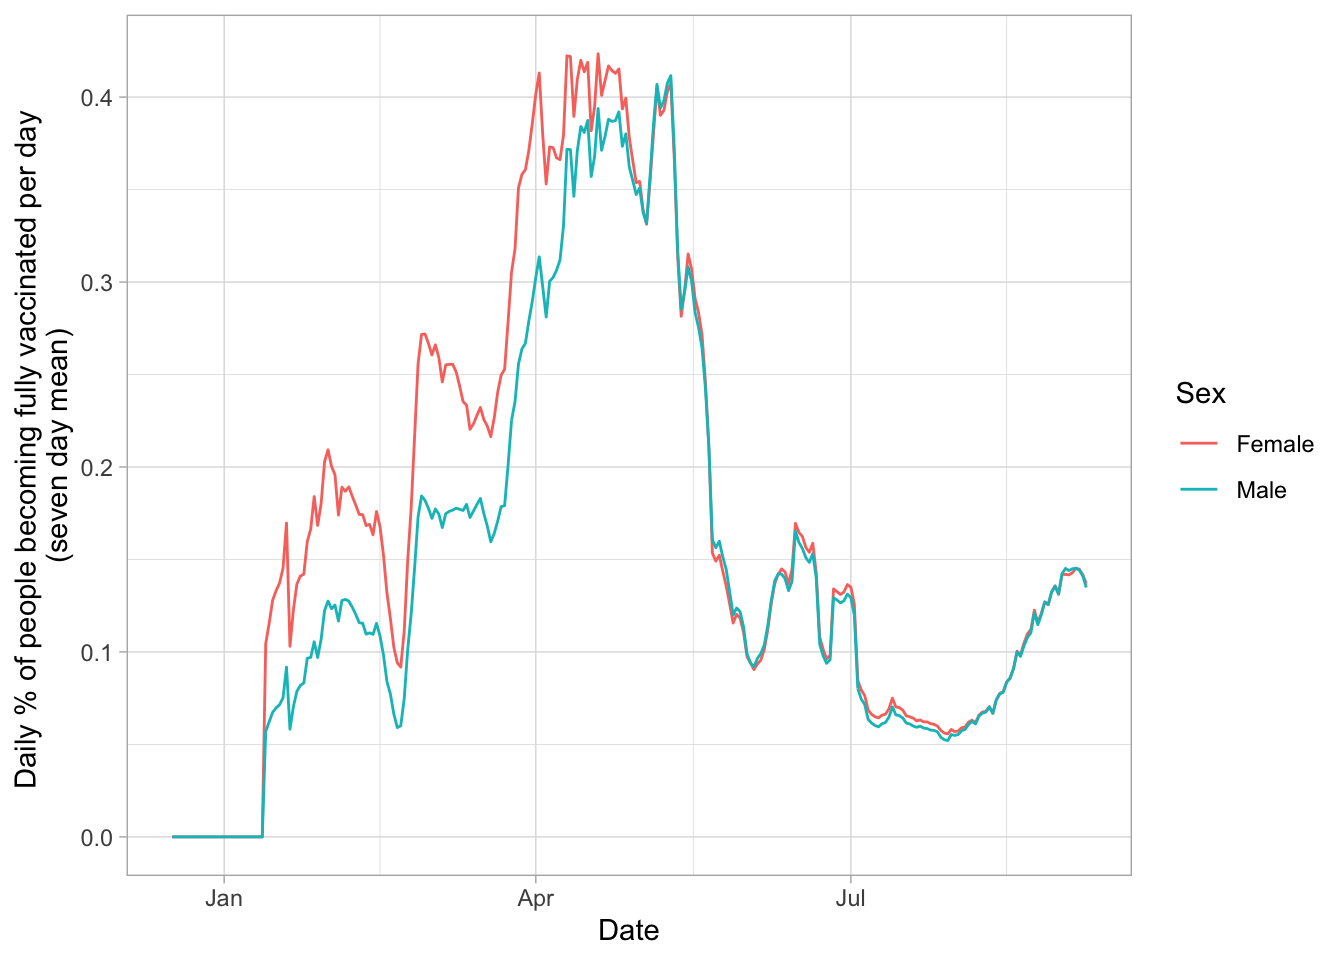 Daily % of people becoming fully vaccinated per day
(seven day mean)
0.4
0.3
0.2
0.1
0.0
Jan
Apr
Jul
Date
Sex
Female
Male